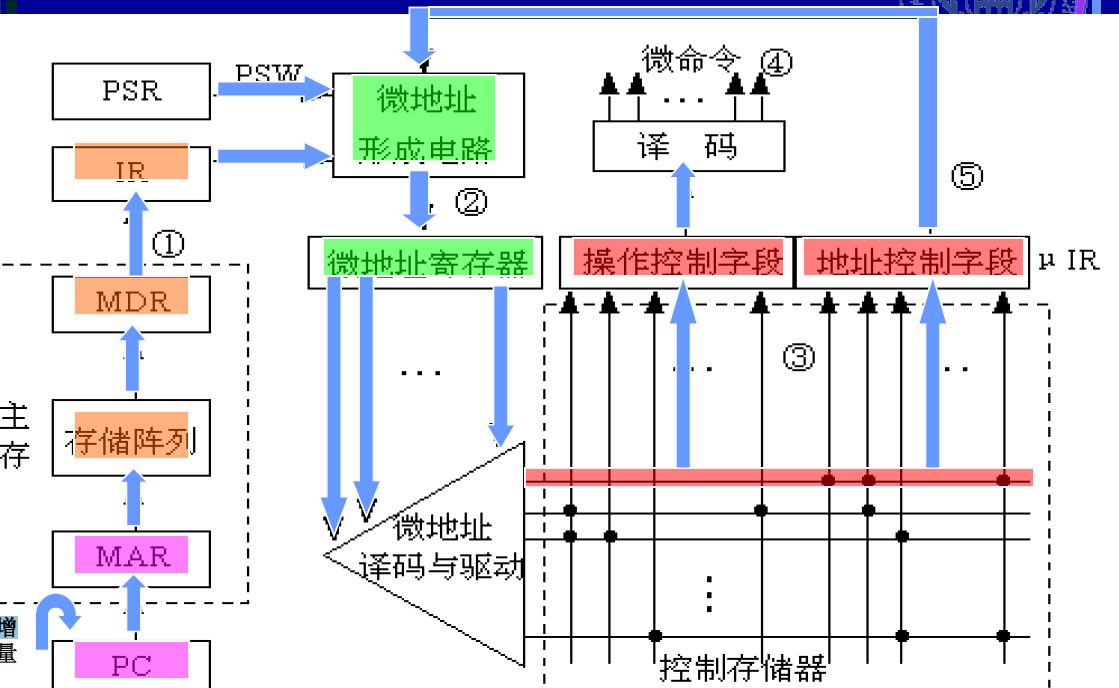 PSR
PSW
微地址
形成电路
微命令 ④
译 码
IR
②
⑤
①
微地址寄存器
操作控制字段
地址控制字段
μ IR
MDR
...
...
③
..
主
存
存储阵列
微地址
译码与驱动
MAR
增
量
PC
控制存储器